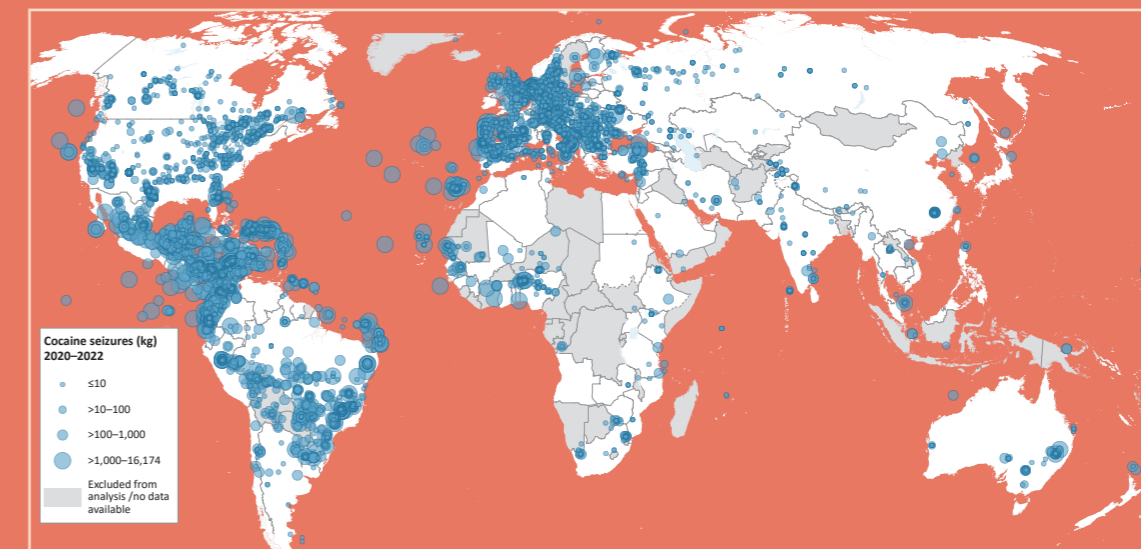 Cocaine seizures (kg)
2020–2022
≤10
>10–100
>100–1,000
>1,000–16,174
Excluded from
analysis /no data
available